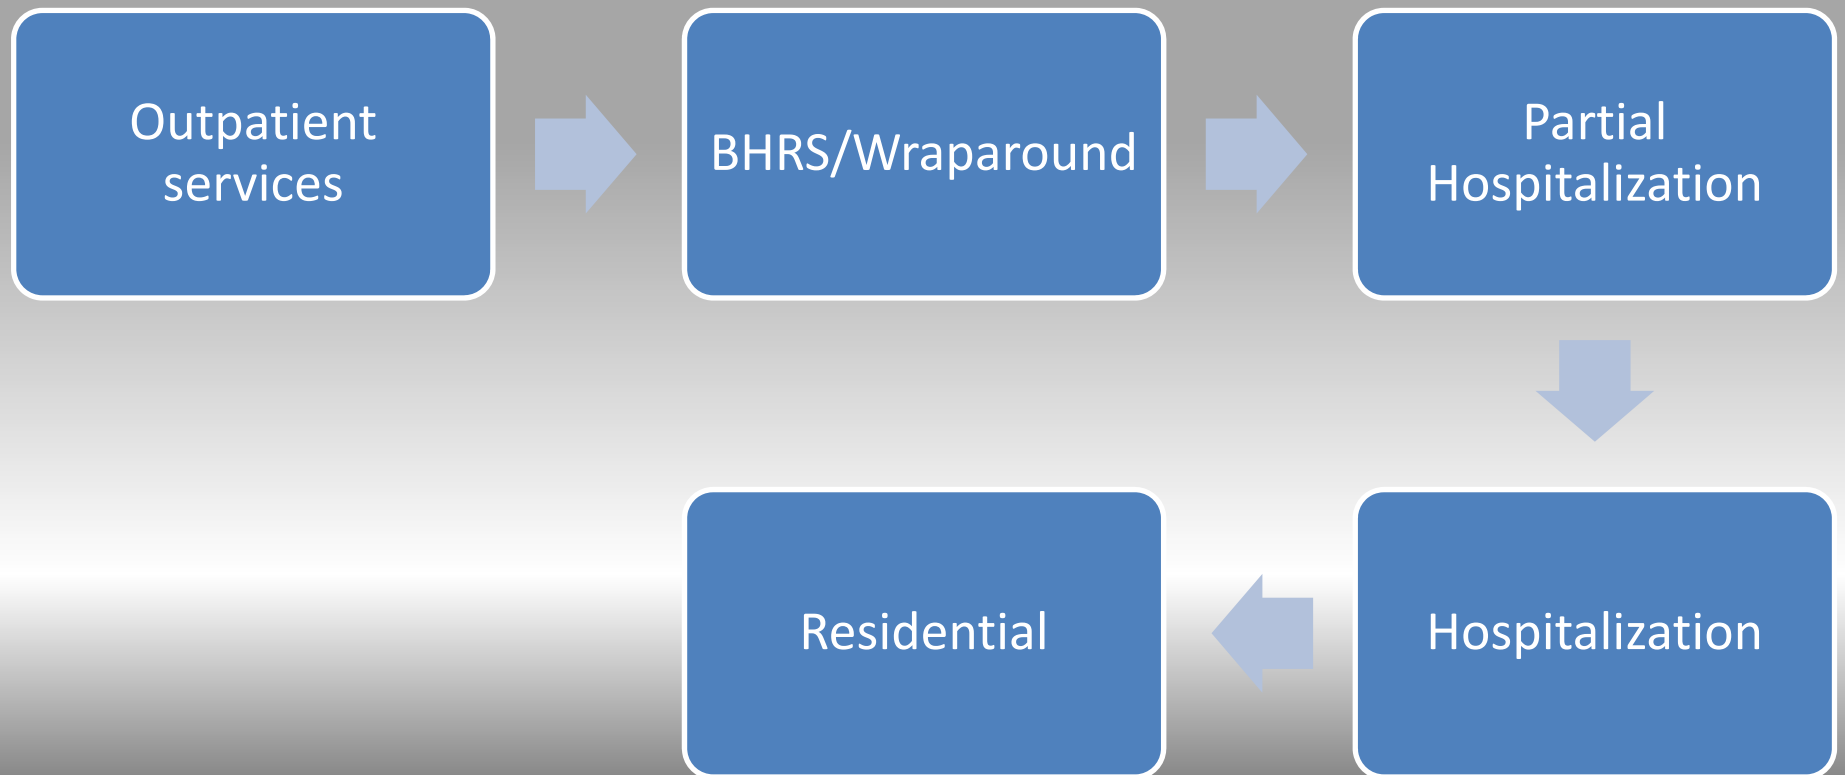 Outpatient
services
BHRS/Wraparound
Partial
Hospitalization
Hospitalization
Residential